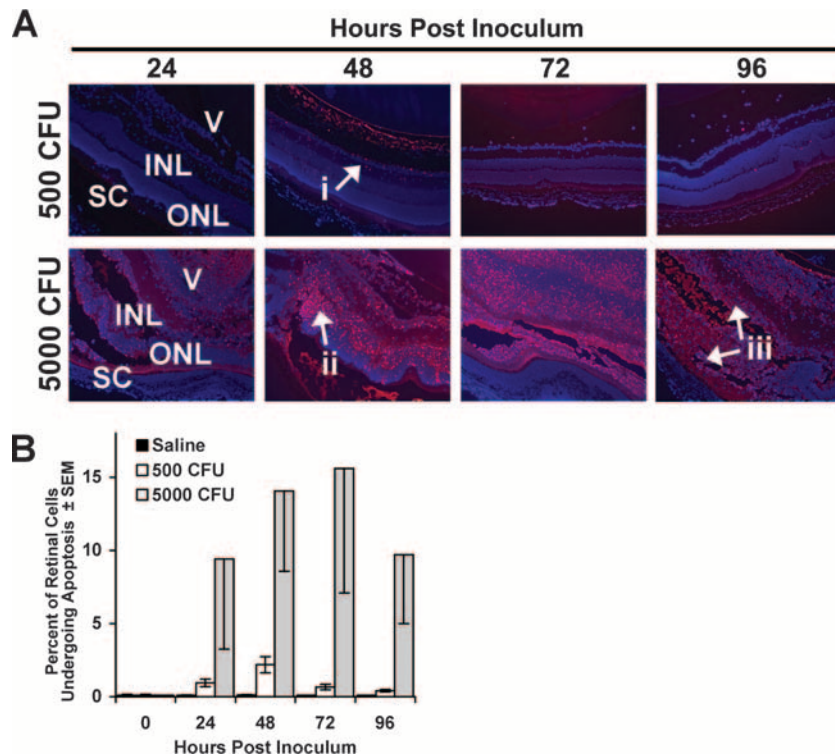 A
Hours Post Inoculum
24 48 72 96
500 CFU
V
INL
SC
ONL
i
5000 CFU
V
INL
ONL
SC
ii
iii
B
Saline
500 CFU
5000 CFU
Percent of Retinal Cells
Undergoing Apoptosis ± SEM
15
10
5
0
0 24 48 72 96
Hours Post Inoculum